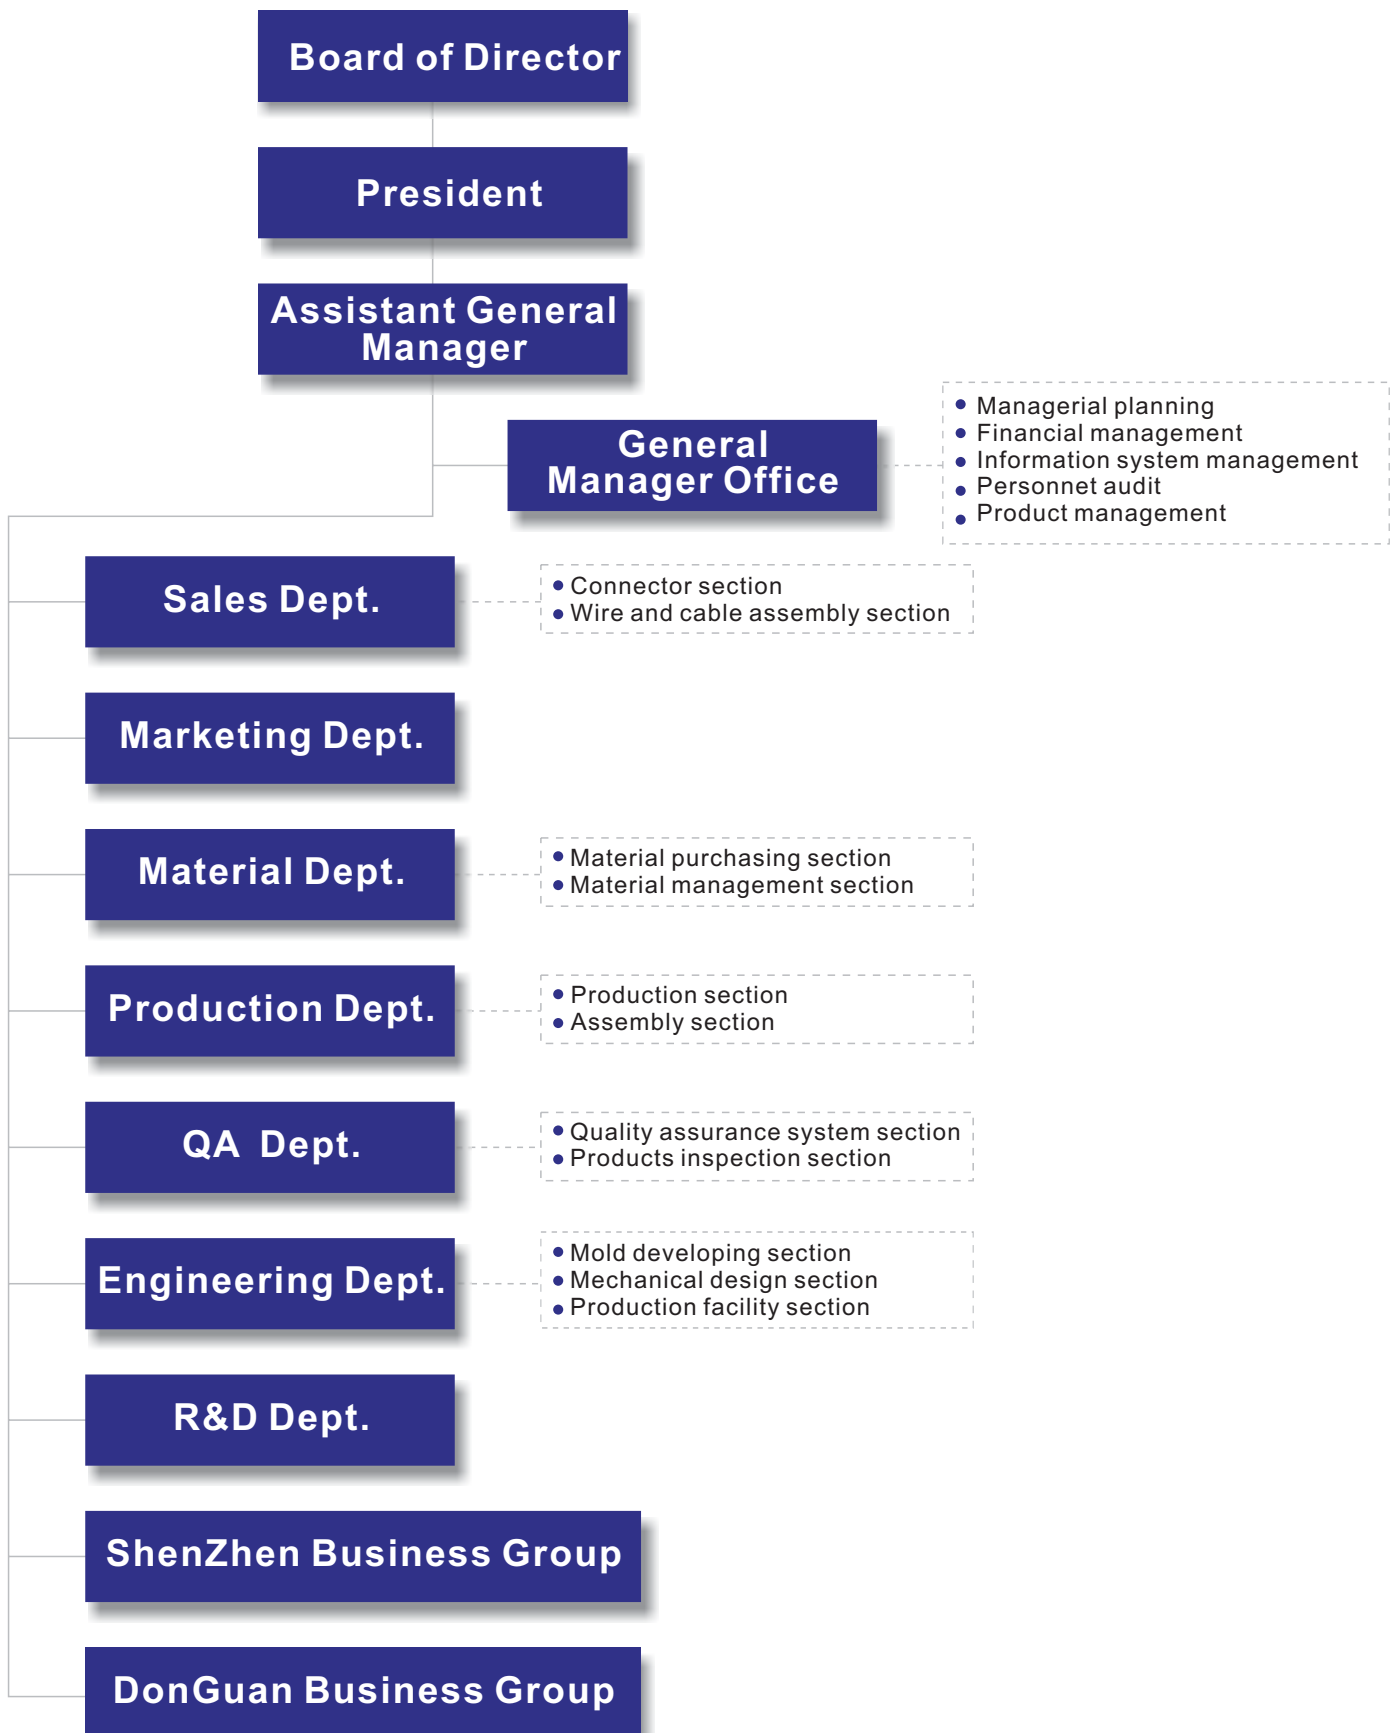 Board of Director
President
Assistant General
Manager
General
Manager Office
Managerial planning
Financial management
Information system management
Personnet audit
Product management
Sales Dept.
Connector section
Wire and cable assembly section
Marketing Dept.
Material Dept.
Material purchasing section
Material management section
Production Dept.
Production section
Assembly section
QA Dept.
Quality assurance system section
Products inspection section
Engineering Dept.
Mold developing section
Mechanical design section
Production facility section
R&D Dept.
ShenZhen Business Group
DonGuan Business Group